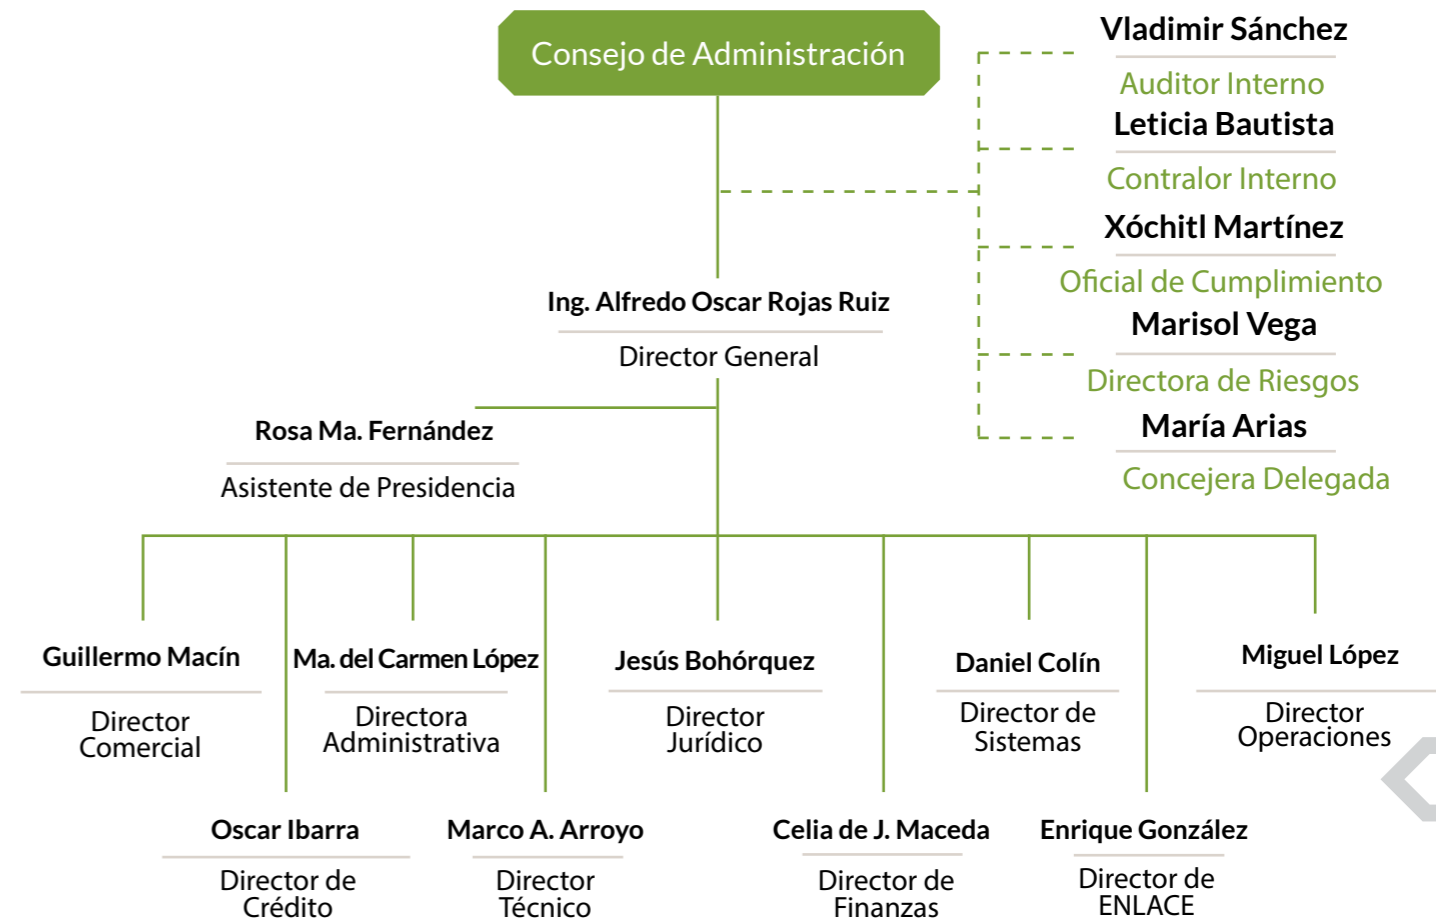 Consejo de Administración
Vladimir Sánchez
Auditor Interno
Leticia Bautista
Contralor Interno
Xóchitl Martínez
Oficial de Cumplimiento
Marisol Vega
Directora de Riesgos
María Arias
Concejera Delegada
Ing. Alfredo Oscar Rojas Ruiz
Director General
Rosa Ma. Fernández
Asistente de Presidencia
Guillermo Macín
Director
Comercial
Ma. del Carmen López
Directora
Administrativa
Jesús Bohórquez
Director
Jurídico
Daniel Colín
Director de
Sistemas
Miguel López
Director
Operaciones
Oscar Ibarra
Director de
Crédito
Marco A. Arroyo
Director
Técnico
Celia de J. Maceda
Director de
Finanzas
Enrique González
Director de
ENLACE